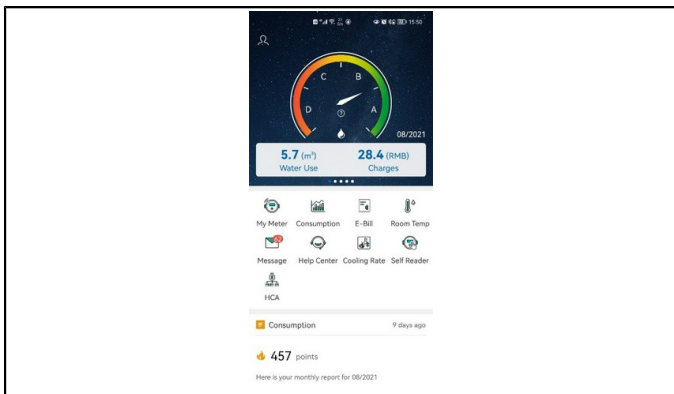 15:50
C B
D A
?
08/2021
5.7 (m³) 28.4 (RMB)
Water Use Charges
My Meter Consumption E-Bill Room Temp
Message Help Center Cooling Rate Self Reader
HCA
Consumption 9 days ago
457 points
Here is your monthly report for 08/2021